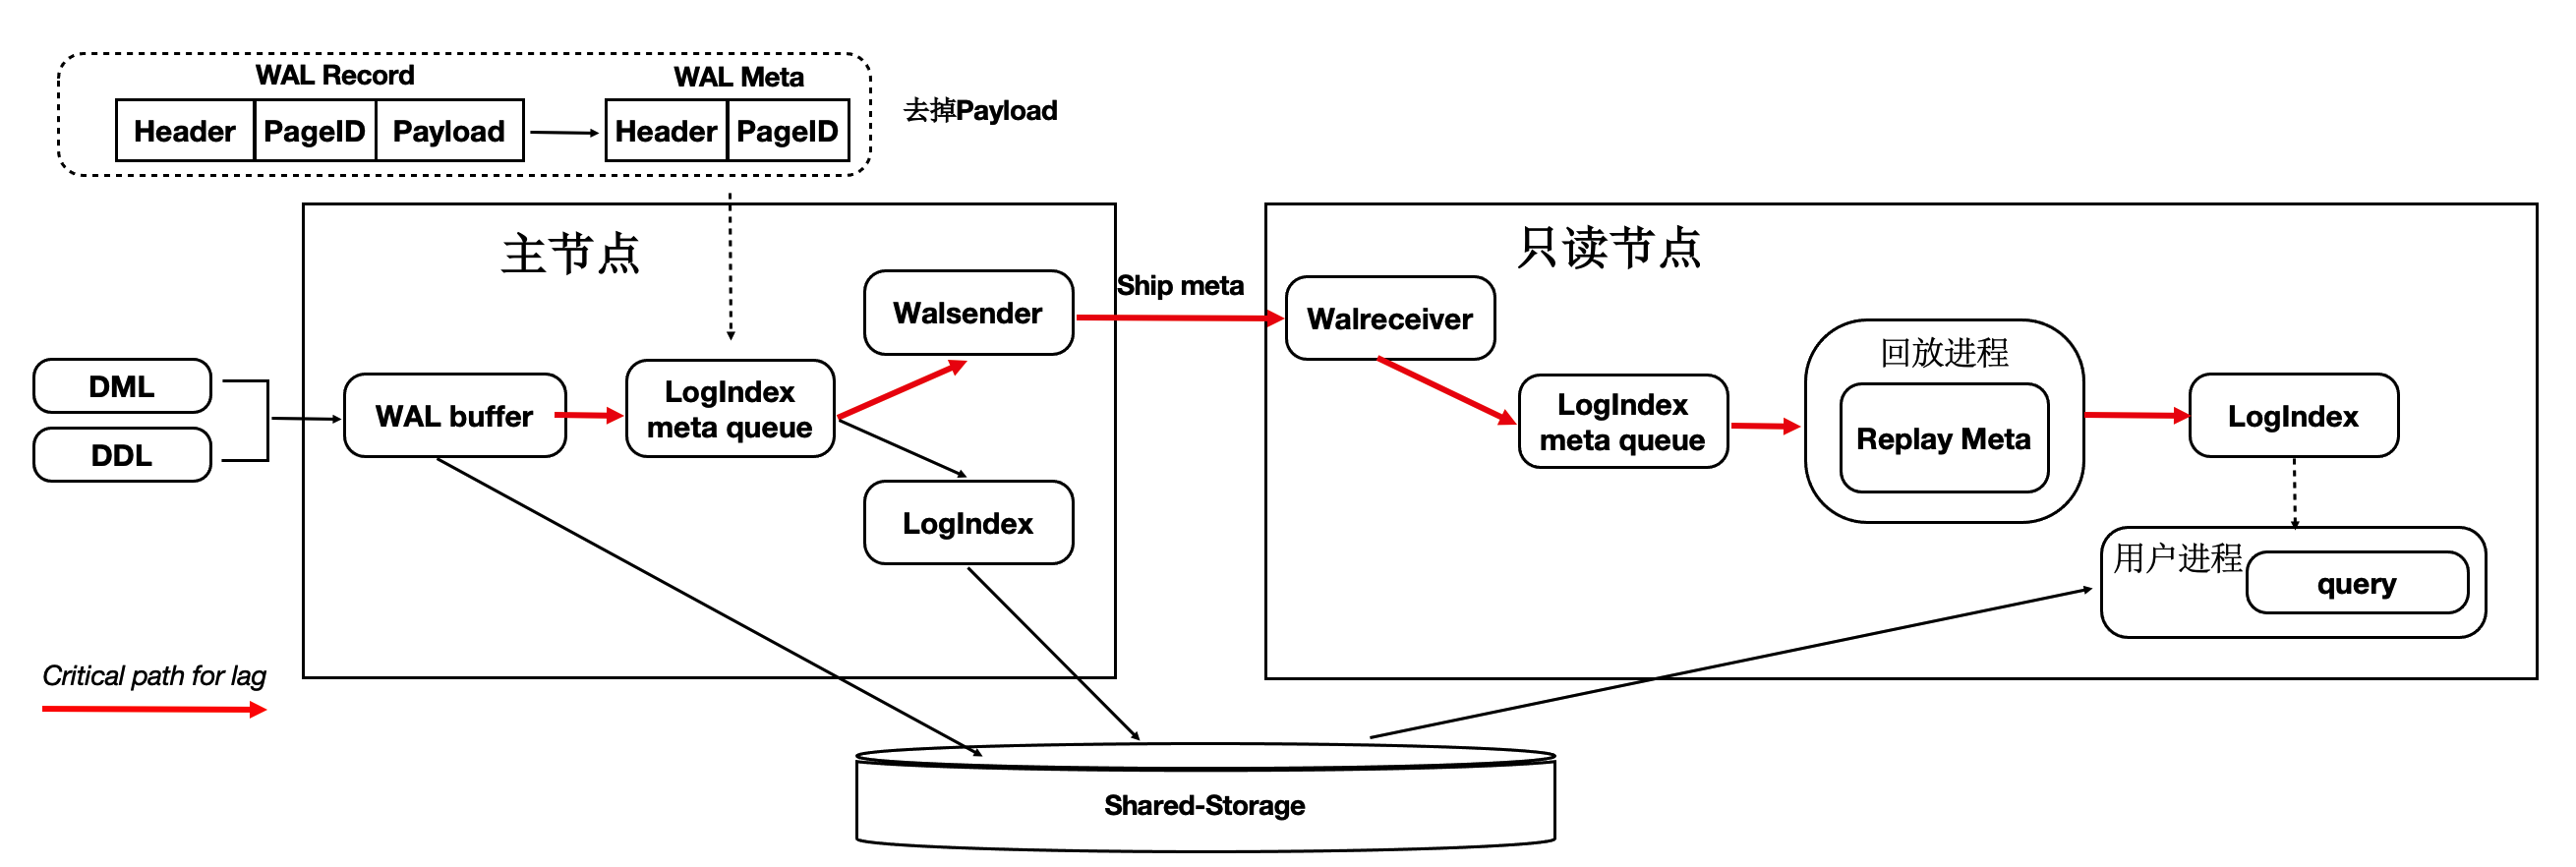 WAL Record
WAL Meta
Header
PageID
Payload
Header
PageID
去掉Payload
主节点
只读节点
Walsender
Ship meta
Walreceiver
回放进程
Replay Meta
DML
DDL
WAL buffer
LogIndex
meta queue
LogIndex
meta queue
LogIndex
LogIndex
用户进程
query
Critical path for lag
Shared-Storage